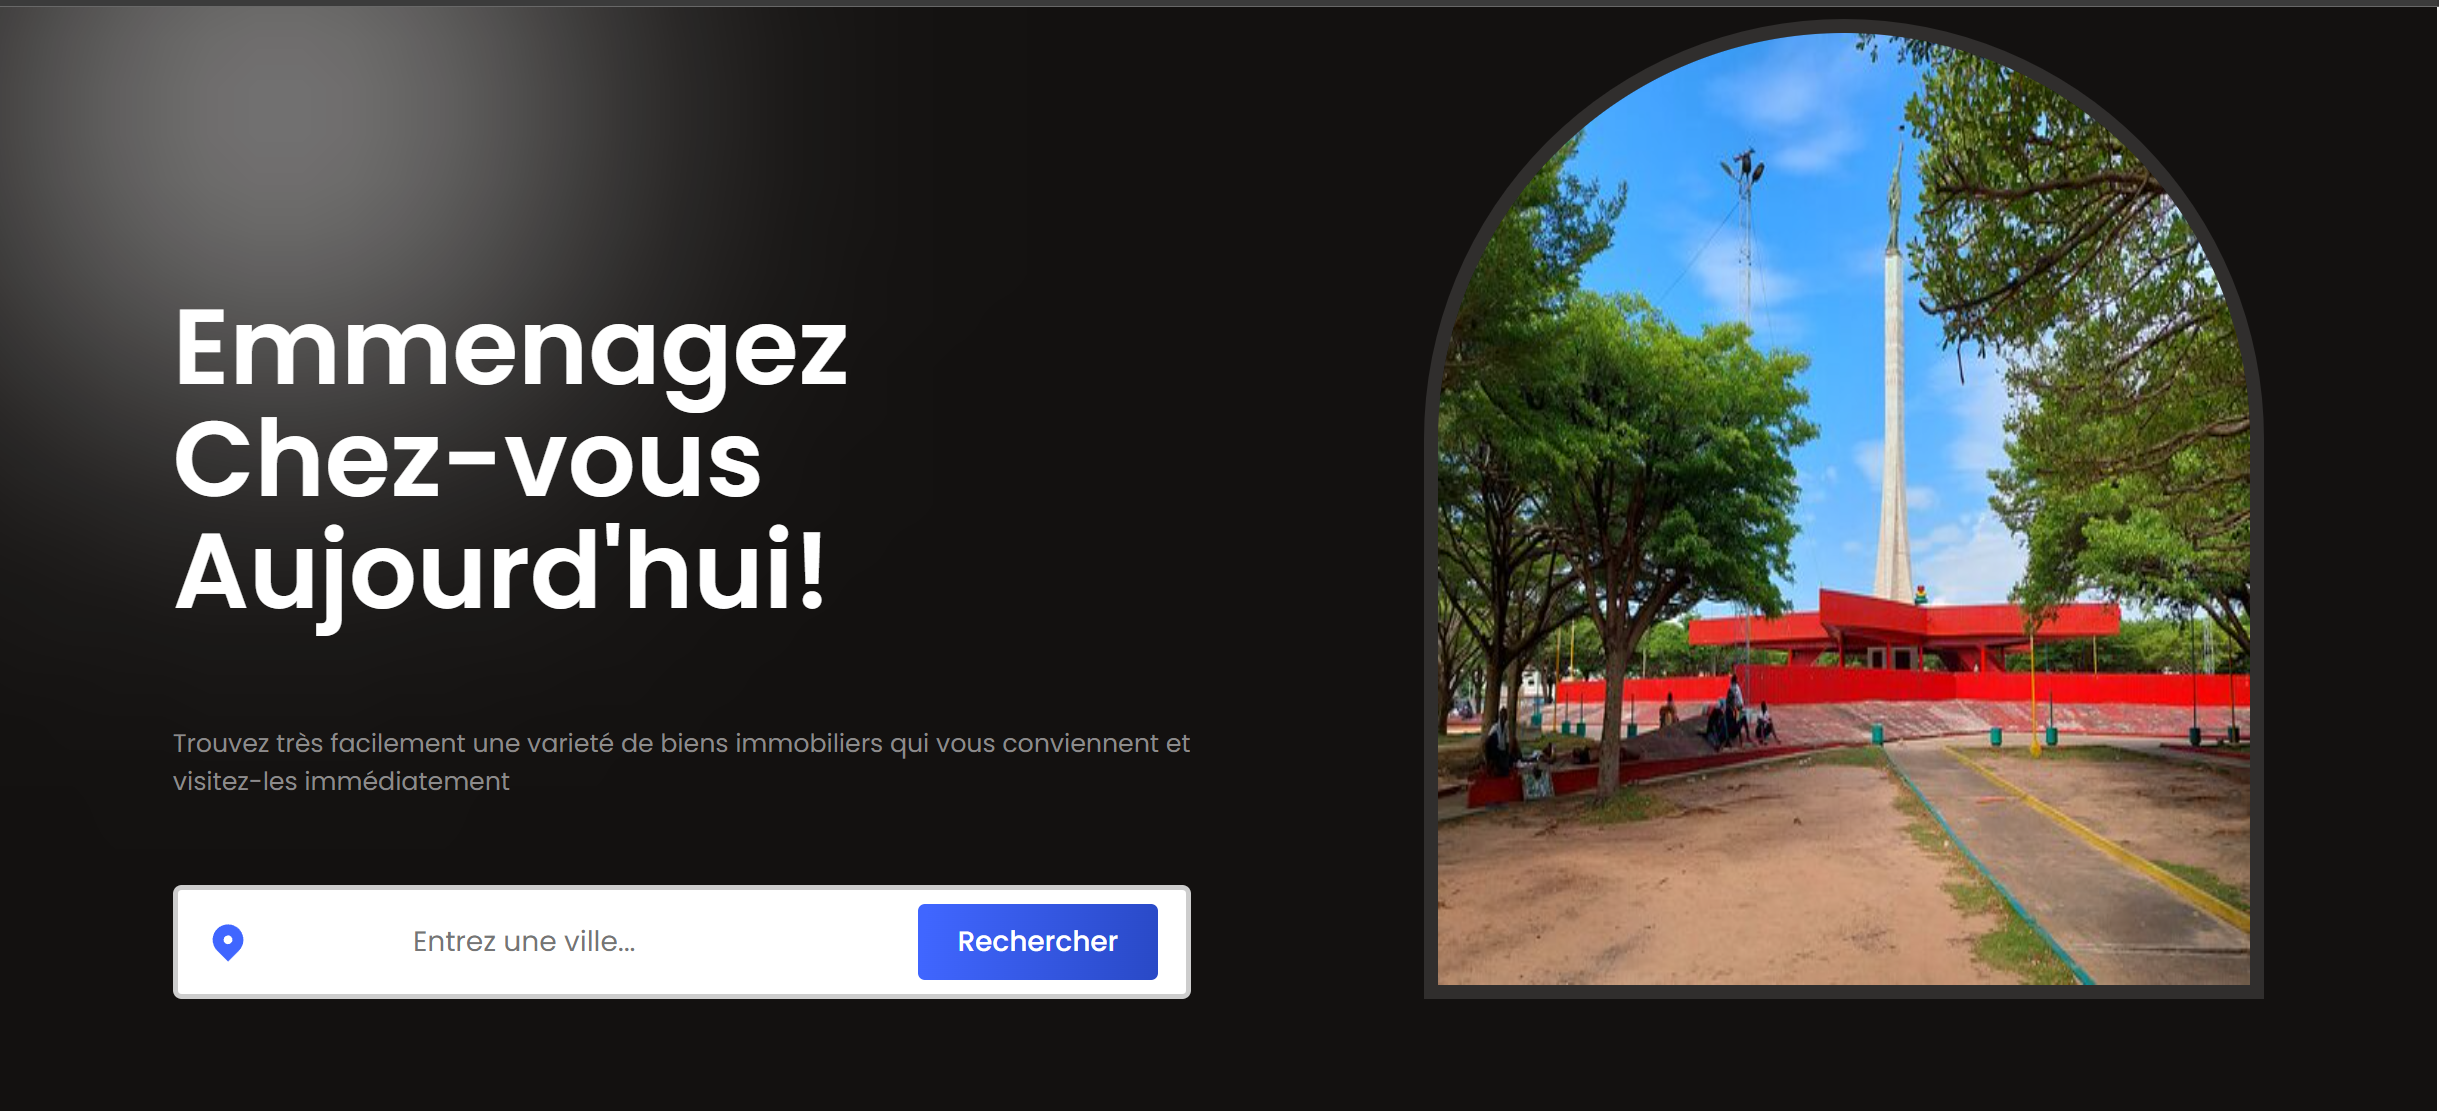 Emmenagez
Chez-vous
Aujourd'hui!
Trouvez très facilement une varieté de biens immobiliers qui vous conviennent et
visitez-les immédiatement
Entrez une ville...
Rechercher